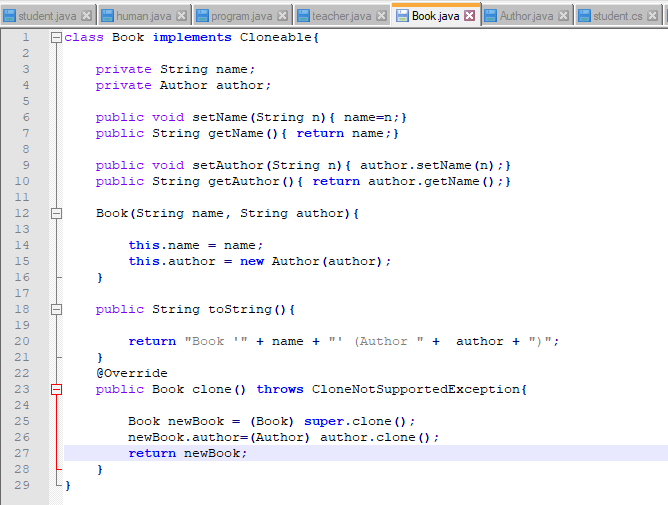 student.java human.java program.java teacher.java Book.java Author.java student.cs
1 class Book implements Cloneable{
2
3     private String name;
4     private Author author;
5
6     public void setName(String n){ name=n;}
7     public String getName(){ return name;}
8
9     public void setAuthor(String n){ author.setName(n);}
10     public String getAuthor(){ return author.getName();}
11
12     Book(String name, String author){
13
14         this.name = name;
15         this.author = new Author(author);
16     }
17
18     public String toString(){
19
20         return "Book '" + name + "' (Author " +  author + ")";
21     }
22     @Override
23     public Book clone() throws CloneNotSupportedException{
24
25         Book newBook = (Book) super.clone();
26         newBook.author=(Author) author.clone();
27         return newBook;
28     }
29 }